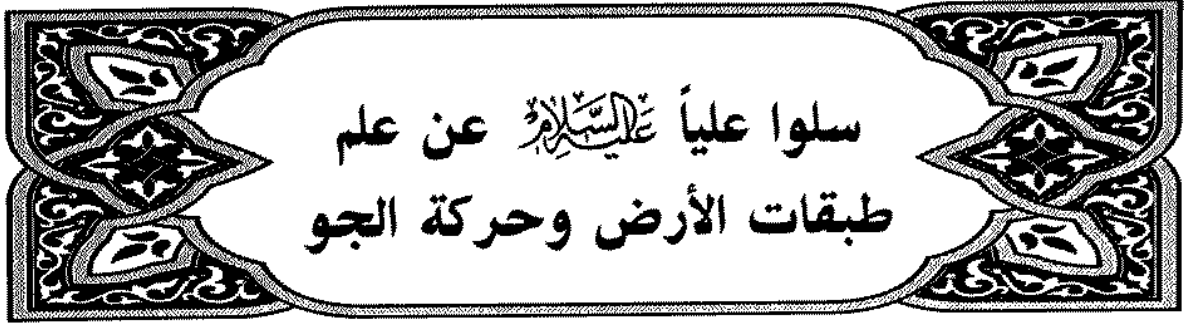 سلوا علياً عليه السلام عن علم
طبقات الأرض وحركة الجو